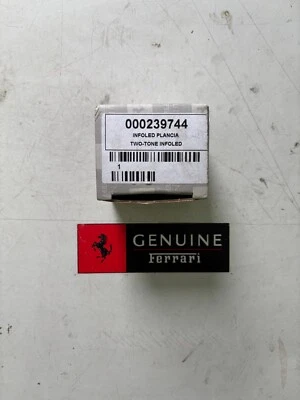 000239744
INFOLED PLANCIA
TWO-TONE INFOLED
1
GENUINE
Ferrari